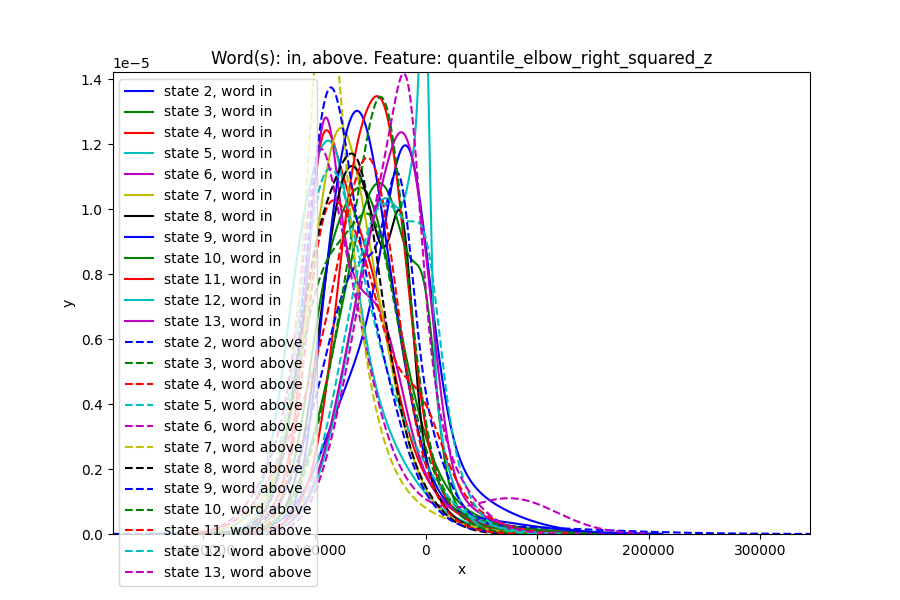 Word(s): in, above. Feature: quantile_elbow_right_squared_z
1e−5
1.4
1.2
1.0
0.8
0.6
0.4
0.2
0.0
y
state 2, word in
state 3, word in
state 4, word in
state 5, word in
state 6, word in
state 7, word in
state 8, word in
state 9, word in
state 10, word in
state 11, word in
state 12, word in
state 13, word in
state 2, word above
state 3, word above
state 4, word above
state 5, word above
state 6, word above
state 7, word above
state 8, word above
state 9, word above
state 10, word above
state 11, word above
state 12, word above
state 13, word above
0 100000 200000 300000
x